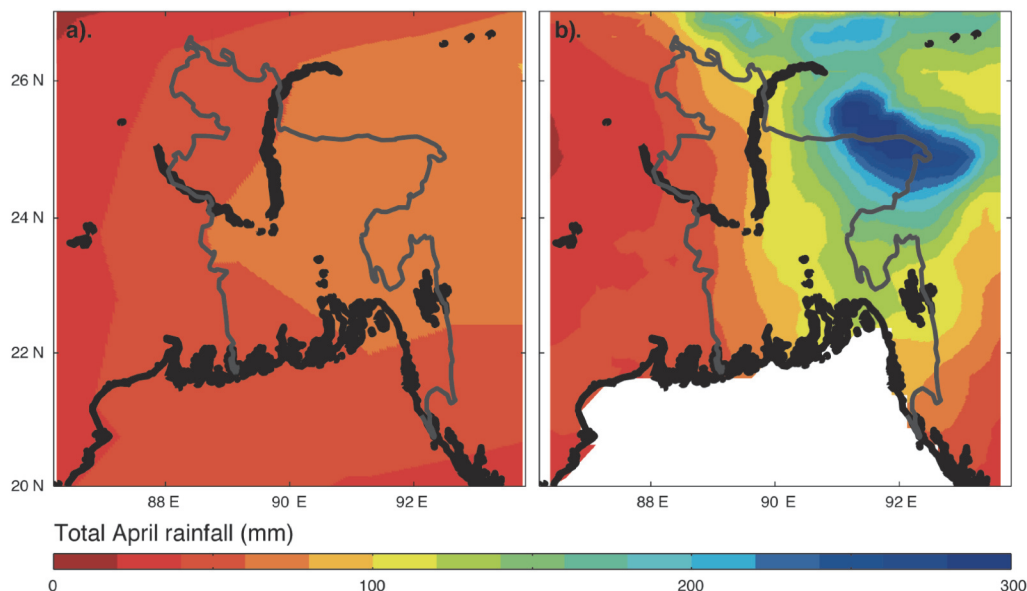 a). b).
26 N
24 N
22 N
20 N
88 E 90 E 92 E 88 E 90 E 92 E
Total April rainfall (mm)
0 100 200 300